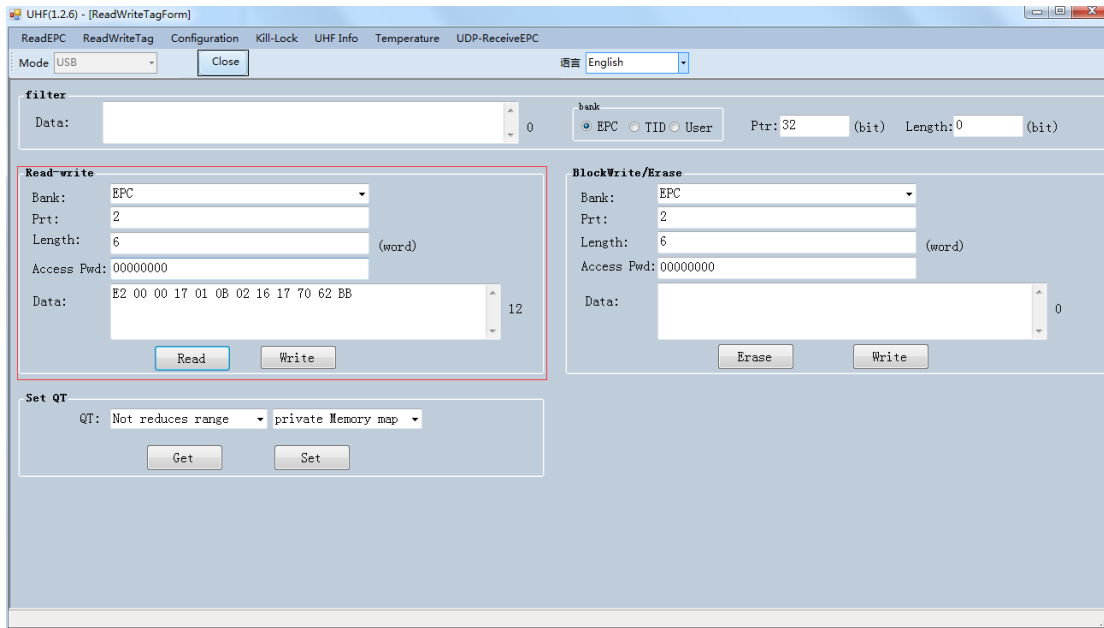 UHF(1.2.6) - [ReadWriteTagForm]
ReadEPC ReadWriteTag Configuration Kill-Lock UHF Info Temperature UDP-ReceiveEPC
Mode USB Close 语言 English
filter
Data: 0
bank
EPC TID User Ptr: 32 (bit) Length: 0 (bit)
Read-write
Bank: EPC
Prt: 2
Length: 6 (word)
Access Pwd: 00000000
Data: E2 00 00 17 01 0B 02 16 17 70 62 BB 12
Read Write
BlockWrite/Erase
Bank: EPC
Prt: 2
Length: 6 (word)
Access Pwd: 00000000
Data: 0
Erase Write
Set QT
QT: Not reduces range private Memory map
Get Set